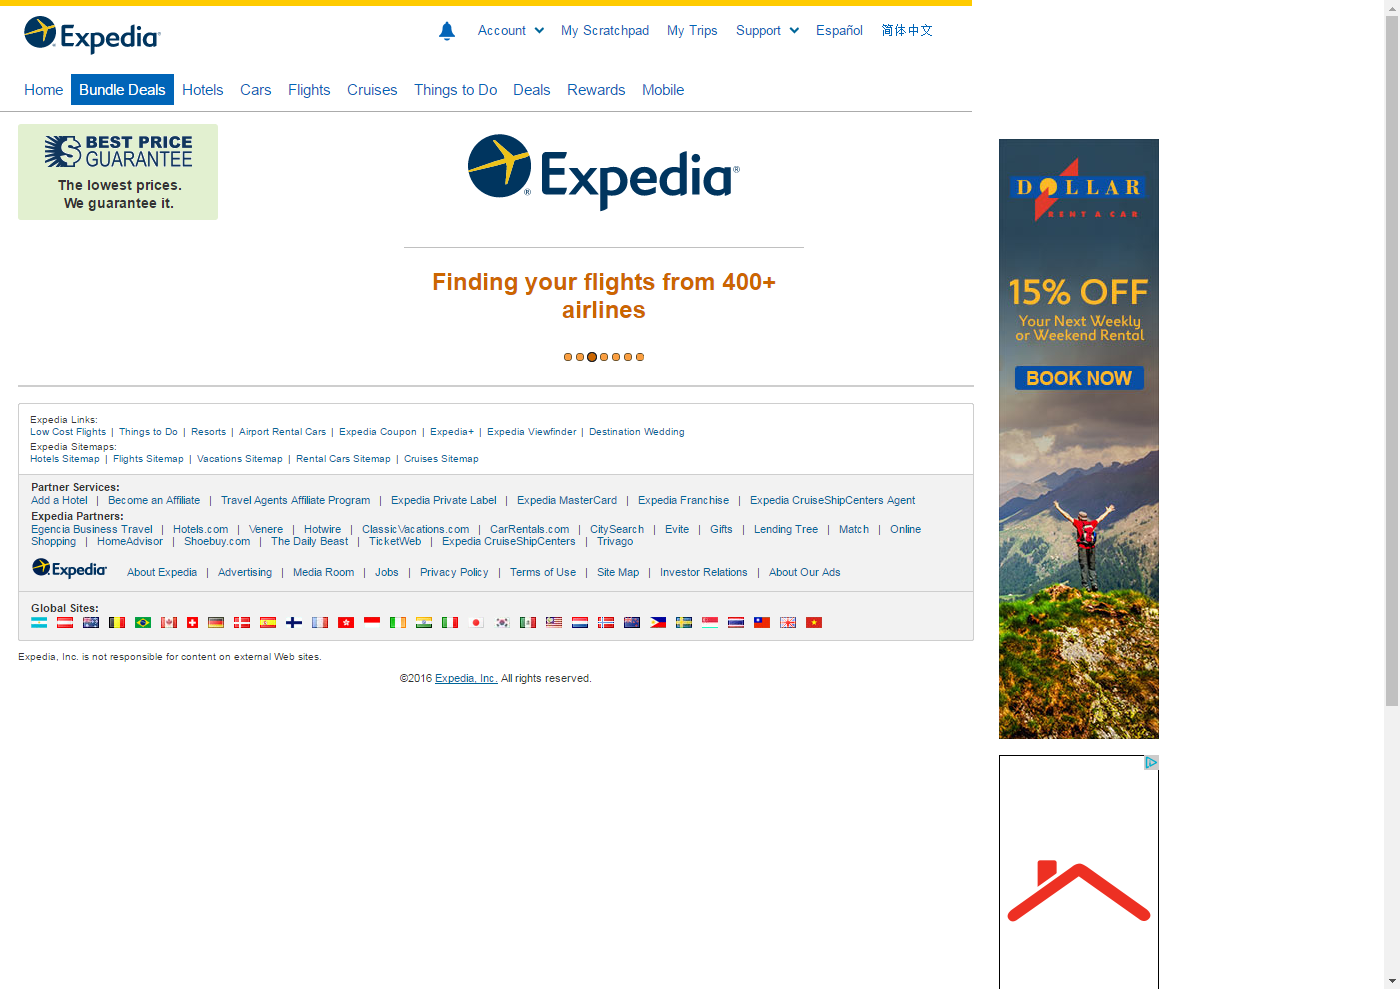 Expedia
Account My Scratchpad My Trips Support Español 简体中文
Home Bundle Deals Hotels Cars Flights Cruises Things to Do Deals Rewards Mobile
BEST PRICE
GUARANTEE
The lowest prices.
We guarantee it.
Expedia®
Finding your flights from 400+
airlines
Expedia Links:
Low Cost Flights | Things to Do | Resorts | Airport Rental Cars | Expedia Coupon | Expedia+ | Expedia Viewfinder | Destination Wedding
Expedia Sitemaps:
Hotels Sitemap | Flights Sitemap | Vacations Sitemap | Rental Cars Sitemap | Cruises Sitemap
Partner Services:
Add a Hotel | Become an Affiliate | Travel Agents Affiliate Program | Expedia Private Label | Expedia MasterCard | Expedia Franchise | Expedia CruiseShipCenters Agent
Expedia Partners:
Egencia Business Travel | Hotels.com | Venere | Hotwire | ClassicVacations.com | CarRentals.com | CitySearch | Evite | Gifts | Lending Tree | Match | Online
Shopping | HomeAdvisor | Shoebuy.com | The Daily Beast | TicketWeb | Expedia CruiseShipCenters | Trivago
Expedia About Expedia | Advertising | Media Room | Jobs | Privacy Policy | Terms of Use | Site Map | Investor Relations | About Our Ads
Global Sites:
Expedia, Inc. is not responsible for content on external Web sites.
©2016 Expedia, Inc. All rights reserved.
DOLLAR
RENT A CAR
15% OFF
Your Next Weekly
or Weekend Rental
BOOK NOW